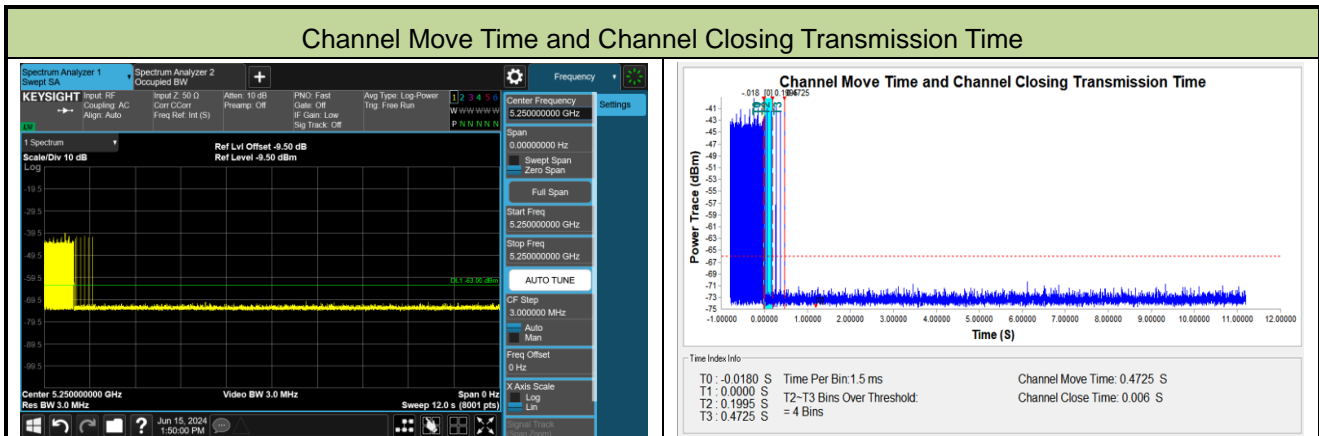 Channel Move Time and Channel Closing Transmission Time
Spectrum Analyzer 1
Swept SA
Spectrum Analyzer 2
Occupied BW
+
Frequency
KEYSIGHT
Input: RF
Coupling: AC
Align: Auto
Input Z: 50 Ω
Corr CCorr
Freq Ref: Int (S)
Atten: 10 dB
Preamp: Off
PNO: Fast
Gate: Off
IF Gain: Low
Sig Track: Off
Avg Type: Log-Power
Trig: Free Run
1 2 3 4 5 6
W W W W W W
P N N N N N
LXI
1 Spectrum
Scale/Div 10 dB
Log
Ref Lvl Offset -9.50 dB
Ref Level -9.50 dBm
-19.5
-29.5
-39.5
-49.5
-59.5
-69.5
-79.5
-89.5
-99.5
Center 5.250000000 GHz
Res BW 3.0 MHz
Video BW 3.0 MHz
Span 0 Hz
Sweep 12.0 s (8001 pts)
Jun 15, 2024
1:50:00 PM
Center Frequency
5.250000000 GHz
Settings
Span
0.00000000 Hz
Swept Span
Zero Span
Full Span
Start Freq
5.250000000 GHz
Stop Freq
5.250000000 GHz
AUTO TUNE
CF Step
3.000000 MHz
Auto
Man
Freq Offset
0 Hz
X Axis Scale
Log
Lin
Signal Track
(Span Zoom)
Channel Move Time and Channel Closing Transmission Time
Power Trace (dBm)
-41
-43
-45
-47
-49
-51
-53
-55
-57
-59
-61
-63
-65
-67
-69
-71
-73
-75
-1.00000 0.00000 1.00000 2.00000 3.00000 4.00000 5.00000 6.00000 7.00000 8.00000 9.00000 10.00000 11.00000 12.00000
Time (S)
Time Index Info
T0 : -0.0180 S
T1 : 0.0000 S
T2 : 0.1995 S
T3 : 0.4725 S
Time Per Bin:1.5 ms
T2~T3 Bins Over Threshold:
= 4 Bins
Channel Move Time: 0.4725 S
Channel Close Time: 0.006 S